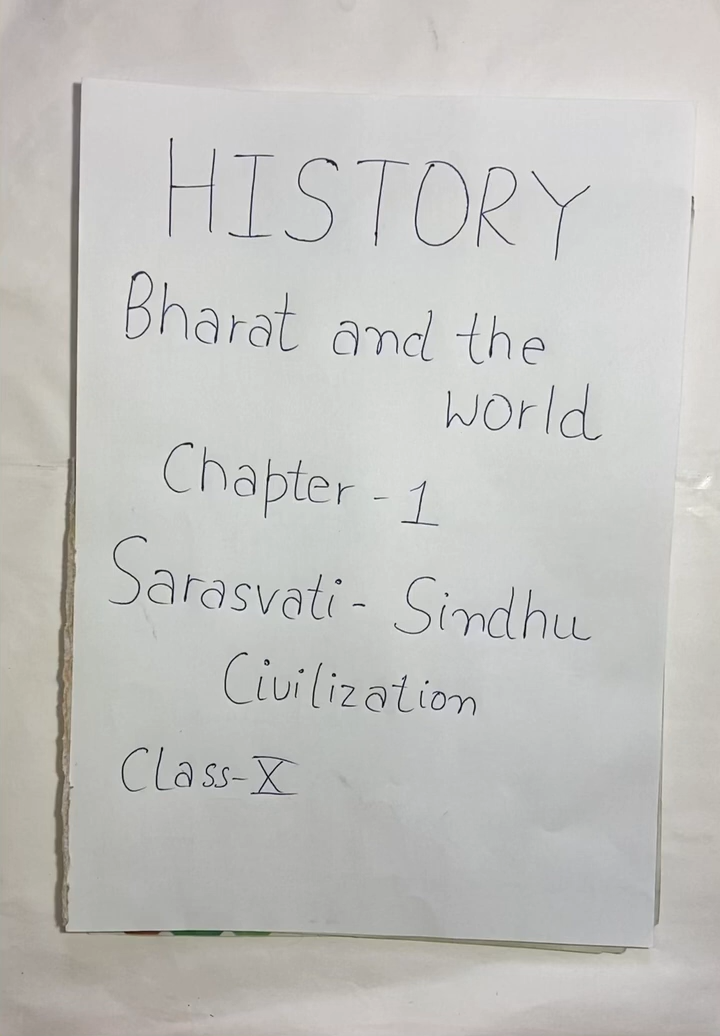 HISTORY
Bharat and the
world
Chapter - 1
Sarasvati - Sindhu
Civilization
Class-X